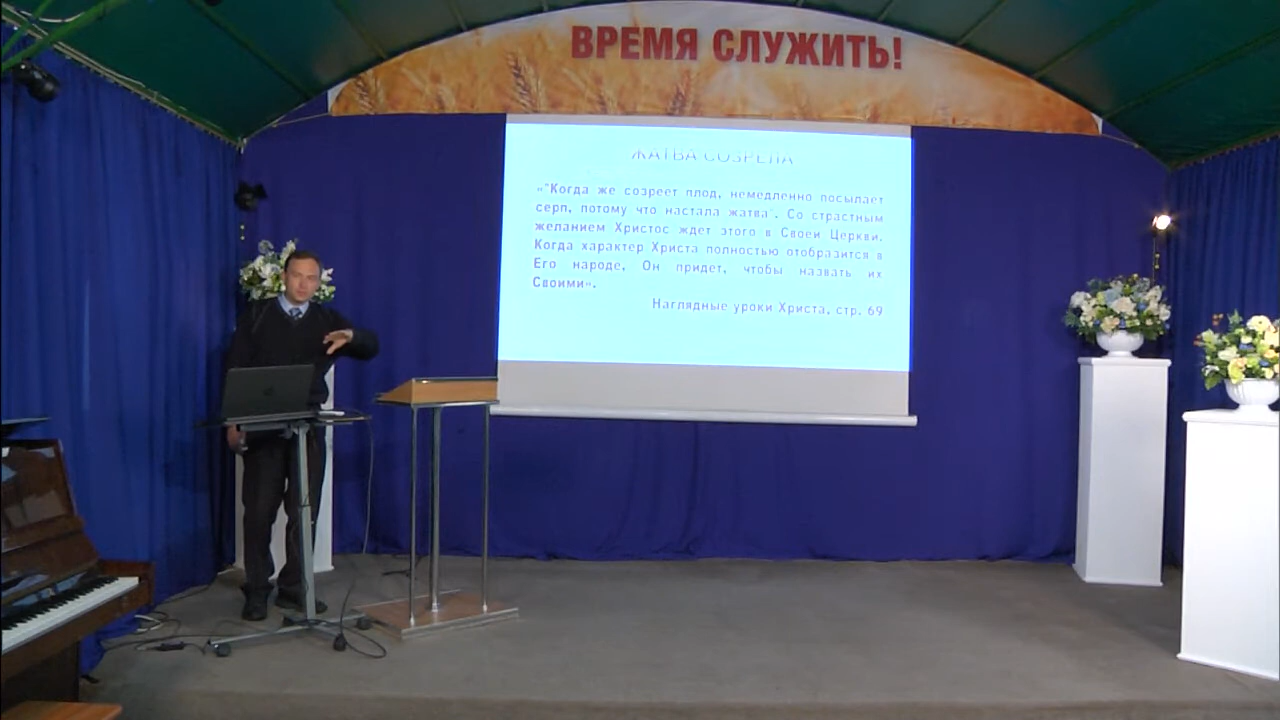 ВРЕМЯ СЛУЖИТЬ!
ЖАТВА СОЗРЕЛА
«"Когда же созреет плод, немедленно посылает
серп, потому что настала жатва". Со страстным
желанием Христос ждет этого в Своей Церкви.
Когда характер Христа полностью отобразится в
Его народе, Он придет, чтобы назвать их
Своими».
Наглядные уроки Христа, стр. 69